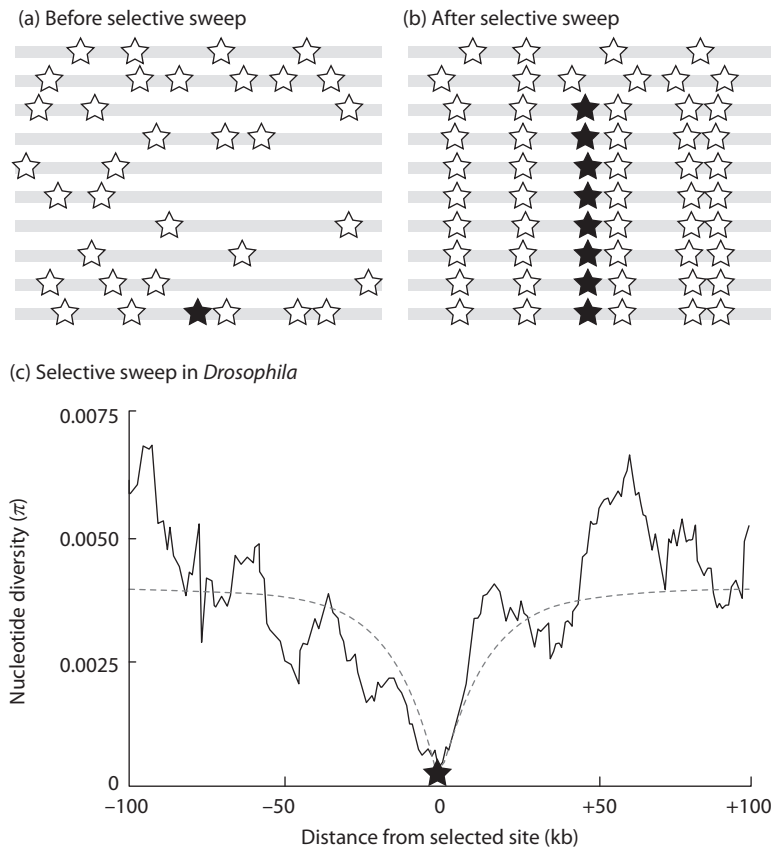 (a) Before selective sweep
(b) After selective sweep
(c) Selective sweep in Drosophila
0.0075
0.0050
0.0025
0
Nucleotide diversity (π)
−100
−50
0
+50
+100
Distance from selected site (kb)